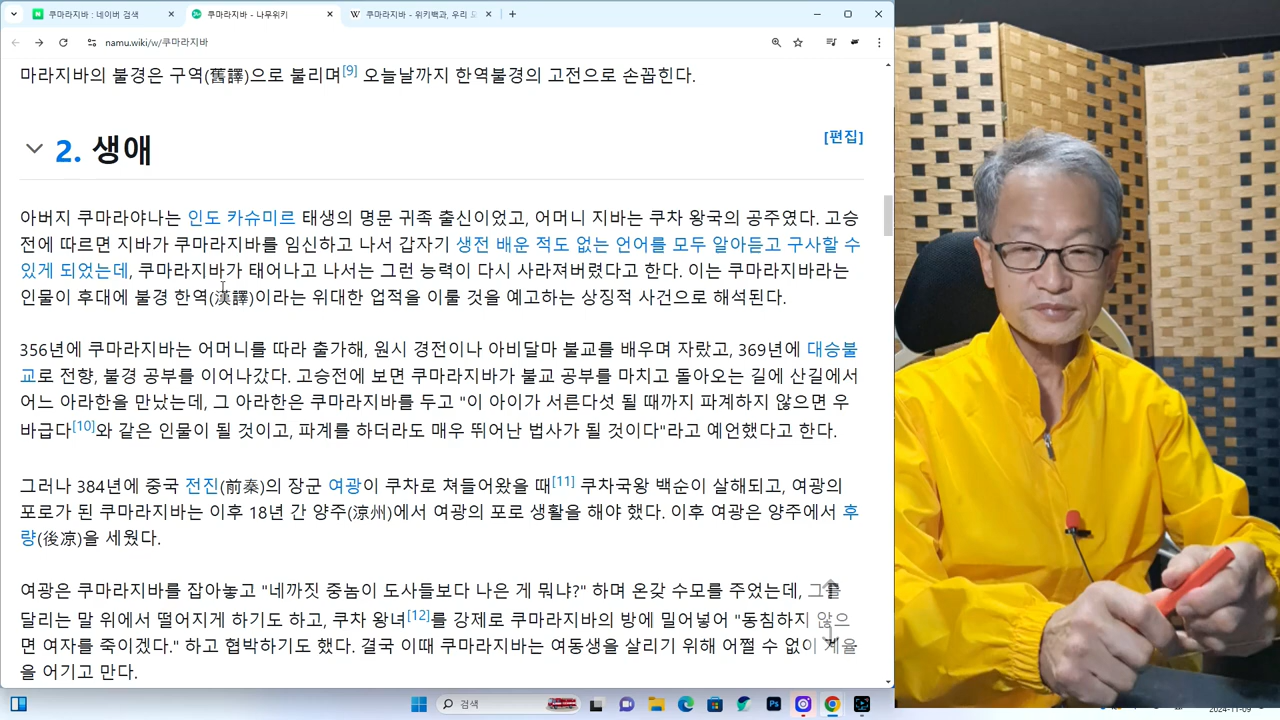 쿠마라지바 : 네이버 검색
쿠마라지바 - 나무위키
쿠마라지바 - 위키백과, 우리 모
namu.wiki/w/쿠마라지바
마라지바의 불경은 구역(舊譯)으로 불리며[9] 오늘날까지 한역불경의 고전으로 손꼽힌다.
2. 생애
[편집]
아버지 쿠마라야나는 인도 카슈미르 태생의 명문 귀족 출신이었고, 어머니 지바는 쿠차 왕국의 공주였다. 고승
전에 따르면 지바가 쿠마라지바를 임신하고 나서 갑자기 생전 배운 적도 없는 언어를 모두 알아듣고 구사할 수
있게 되었는데, 쿠마라지바가 태어나고 나서는 그런 능력이 다시 사라져버렸다고 한다. 이는 쿠마라지바라는
인물이 후대에 불경 한역(漢譯)이라는 위대한 업적을 이룰 것을 예고하는 상징적 사건으로 해석된다.
356년에 쿠마라지바는 어머니를 따라 출가해, 원시 경전이나 아비달마 불교를 배우며 자랐고, 369년에 대승불
교로 전향, 불경 공부를 이어나갔다. 고승전에 보면 쿠마라지바가 불교 공부를 마치고 돌아오는 길에 산길에서
어느 아라한을 만났는데, 그 아라한은 쿠마라지바를 두고 "이 아이가 서른다섯 될 때까지 파계하지 않으면 우
바급다[10]와 같은 인물이 될 것이고, 파계를 하더라도 매우 뛰어난 법사가 될 것이다"라고 예언했다고 한다.
그러나 384년에 중국 전진(前秦)의 장군 여광이 쿠차로 쳐들어왔을 때[11] 쿠차국왕 백순이 살해되고, 여광의
포로가 된 쿠마라지바는 이후 18년 간 양주(涼州)에서 여광의 포로 생활을 해야 했다. 이후 여광은 양주에서 후
량(後凉)을 세웠다.
여광은 쿠마라지바를 잡아놓고 "네까짓 중놈이 도사들보다 나은 게 뭐냐?" 하며 온갖 수모를 주었는데, 그를
달리는 말 위에서 떨어지게 하기도 하고, 쿠차 왕녀[12]를 강제로 쿠마라지바의 방에 밀어넣어 "동침하지 않으
면 여자를 죽이겠다." 하고 협박하기도 했다. 결국 이때 쿠마라지바는 여동생을 살리기 위해 어쩔 수 없이 계율
을 어기고 만다.
검색
2024-11-09